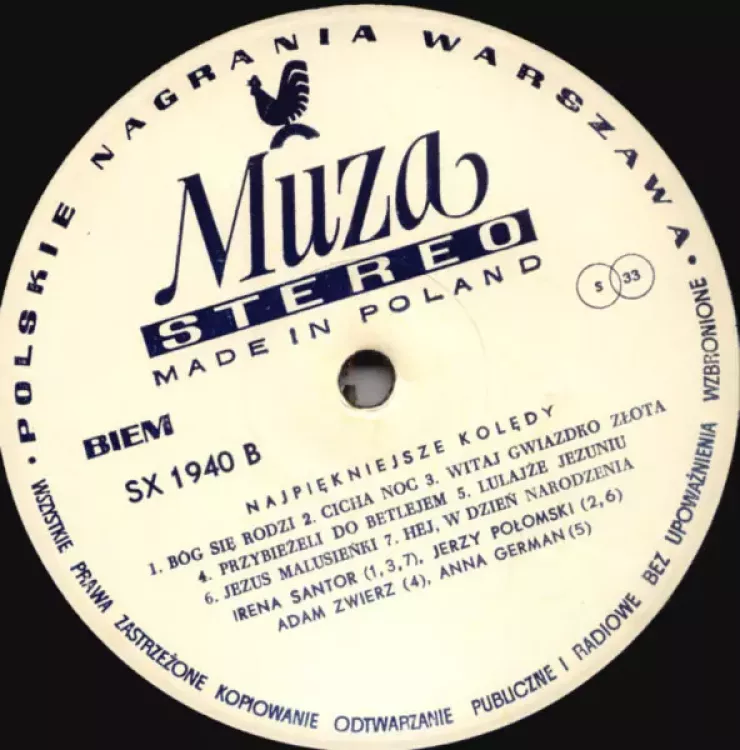 • POLSKIE NAGRANIA WARSZAWA •
Muza
STEREO
MADE IN POLAND
S 33
BIEM
SX 1940 B
NAJPIĘKNIEJSZE KOLĘDY
1. BÓG SIĘ RODZI 2. CICHA NOC 3. WITAJ GWIAZDKO ZŁOTA
4. PRZYBIEŻELI DO BETLEJEM 5. LULAJŻE JEZUNIU
6. JEZUS MALUSIEŃKI 7. HEJ, W DZIEŃ NARODZENIA
IRENA SANTOR (1,3,7), JERZY POŁOMSKI (2,6)
ADAM ZWIERZ (4), ANNA GERMAN (5)
WSZYSTKIE PRAWA ZASTRZEŻONE KOPIOWANIE ODTWARZANIE PUBLICZNE I RADIOWE BEZ UPOWAŻNIENIA WZBRONIONE